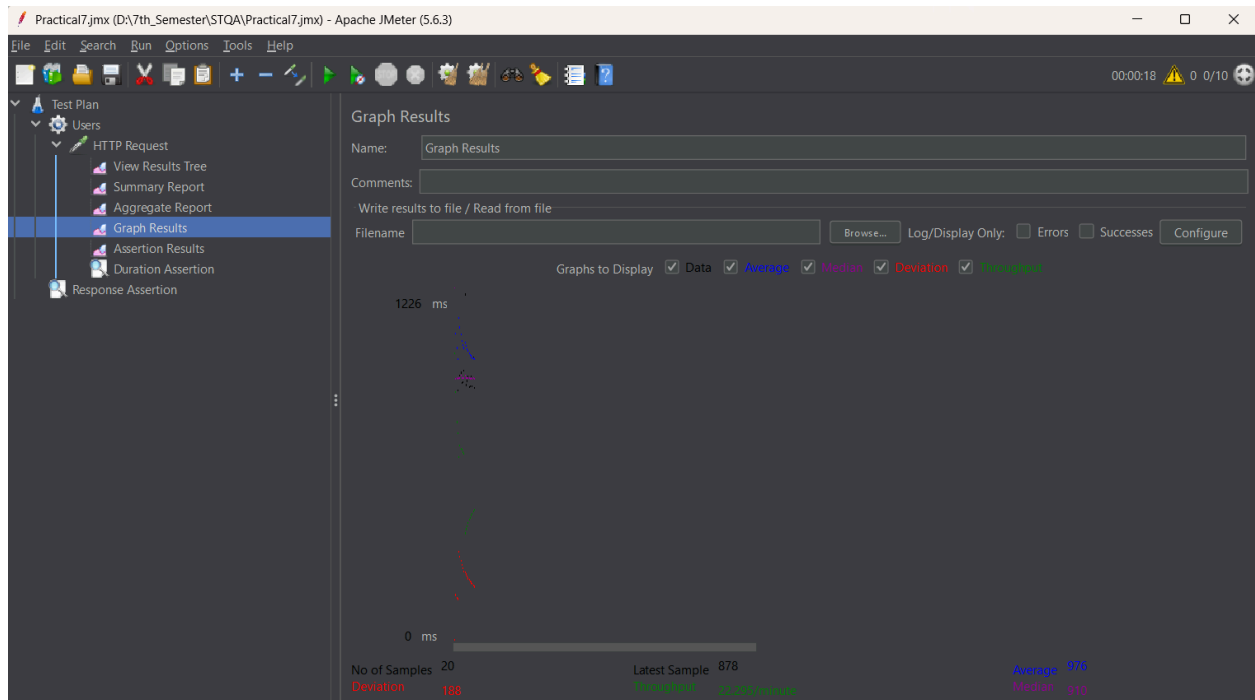 Practical7.jmx (D:\7th_Semester\STQA\Practical7.jmx) - Apache JMeter (5.6.3)
File Edit Search Run Options Tools Help
00:00:18 0 0/10
Test Plan
Users
HTTP Request
View Results Tree
Summary Report
Aggregate Report
Graph Results
Assertion Results
Duration Assertion
Response Assertion
Graph Results
Name: Graph Results
Comments:
Write results to file / Read from file
Filename Browse... Log/Display Only: Errors Successes Configure
Graphs to Display Data Average Median Deviation Throughput
1226 ms
0 ms
No of Samples 20 Latest Sample 878 Average 976
Deviation 188 Throughput 22.295/minute Median